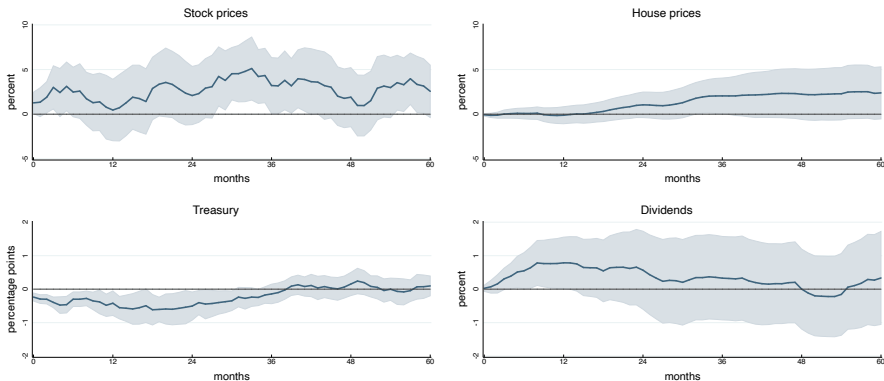 Stock prices
percent
10
5
0
-5
0 12 24 36 48 60
months
House prices
percent
10
5
0
-5
0 12 24 36 48 60
months
Treasury
percentage points
2
1
0
-1
-2
0 12 24 36 48 60
months
Dividends
percent
2
1
0
-1
-2
0 12 24 36 48 60
months